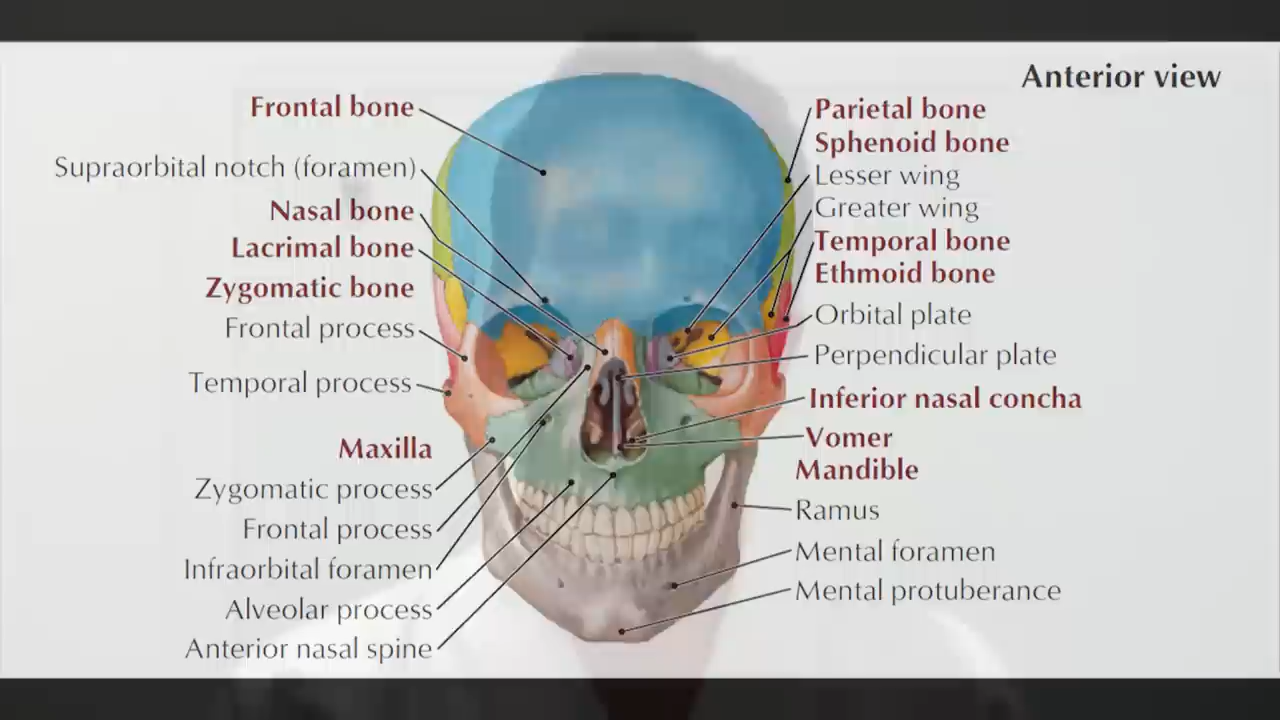 Anterior view
Frontal bone
Supraorbital notch (foramen)
Nasal bone
Lacrimal bone
Zygomatic bone
Frontal process
Temporal process
Maxilla
Zygomatic process
Frontal process
Infraorbital foramen
Alveolar process
Anterior nasal spine
Parietal bone
Sphenoid bone
Lesser wing
Greater wing
Temporal bone
Ethmoid bone
Orbital plate
Perpendicular plate
Inferior nasal concha
Vomer
Mandible
Ramus
Mental foramen
Mental protuberance